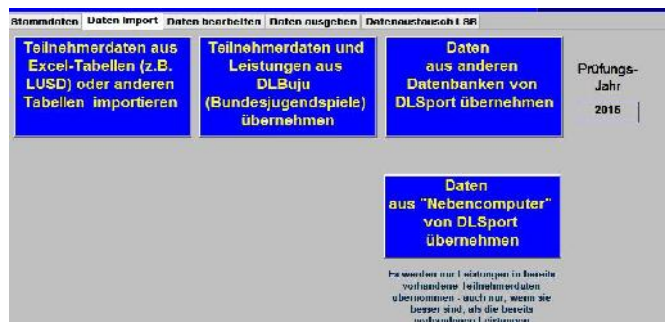 Stammdaten Daten Import Daten bearbeiten Daten ausgeben Datenaustausch LSB
Teilnehmerdaten aus
Excel-Tabellen (z.B.
LUSD) oder anderen
Tabellen importieren
Teilnehmerdaten und
Leistungen aus
DLBuju
(Bundesjugendspiele)
übernehmen
Daten
aus anderen
Datenbanken von
DLSport übernehmen
Prüfungs-
Jahr
2015
Daten
aus "Nebencomputer"
von DLSport
übernehmen
Es werden nur Leistungen in bereits
vorhandene Teilnehmerdaten
übernommen - auch nur, wenn sie
besser sind, als die bereits
vorhandenen Leistungen